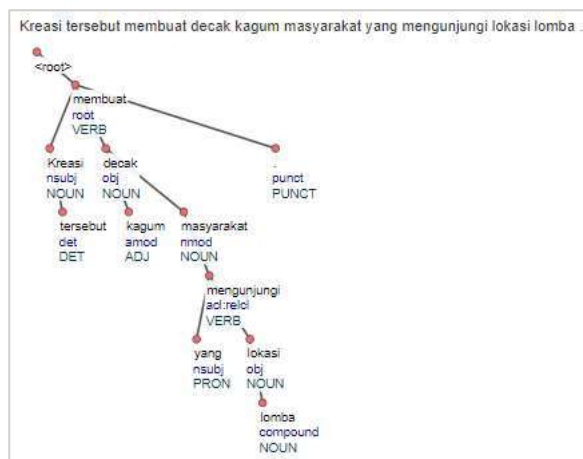 Kreasi tersebut membuat decak kagum masyarakat yang mengunjungi lokasi lomba .
<root>
membuat
root
VERB
Kreasi decak .
nsubj obj punct
NOUN NOUN PUNCT
tersebut kagum masyarakat
det amod nmod
DET ADJ NOUN
mengunjungi
acl:relcl
VERB
yang lokasi
nsubj obj
PRON NOUN
lomba
compound
NOUN